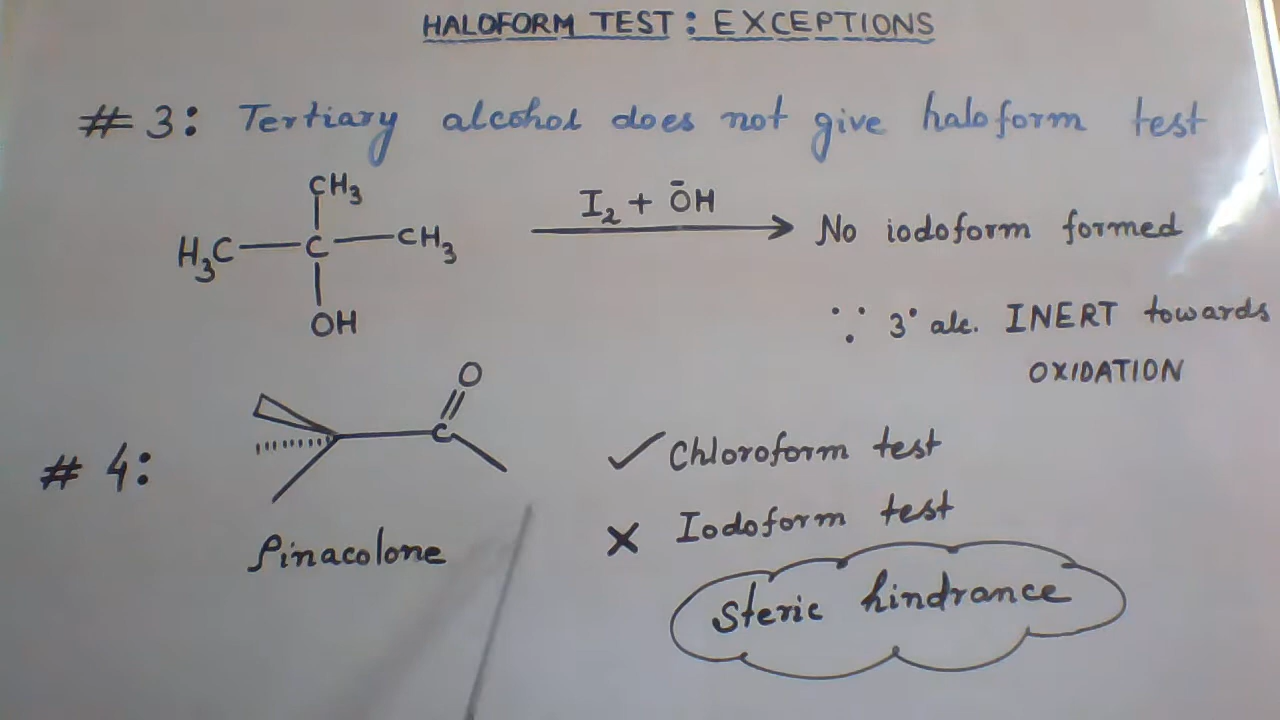 HALOFORM TEST: EXCEPTIONS
# 3: Tertiary alcohol does not give haloform test
CH3
H3C C CH3
OH
I2 + ŌH
No iodoform formed
∵ 3° alc. INERT towards
OXIDATION
# 4:
O
C
Pinacolone
✓ Chloroform test
✗ Iodoform test
Steric hindrance